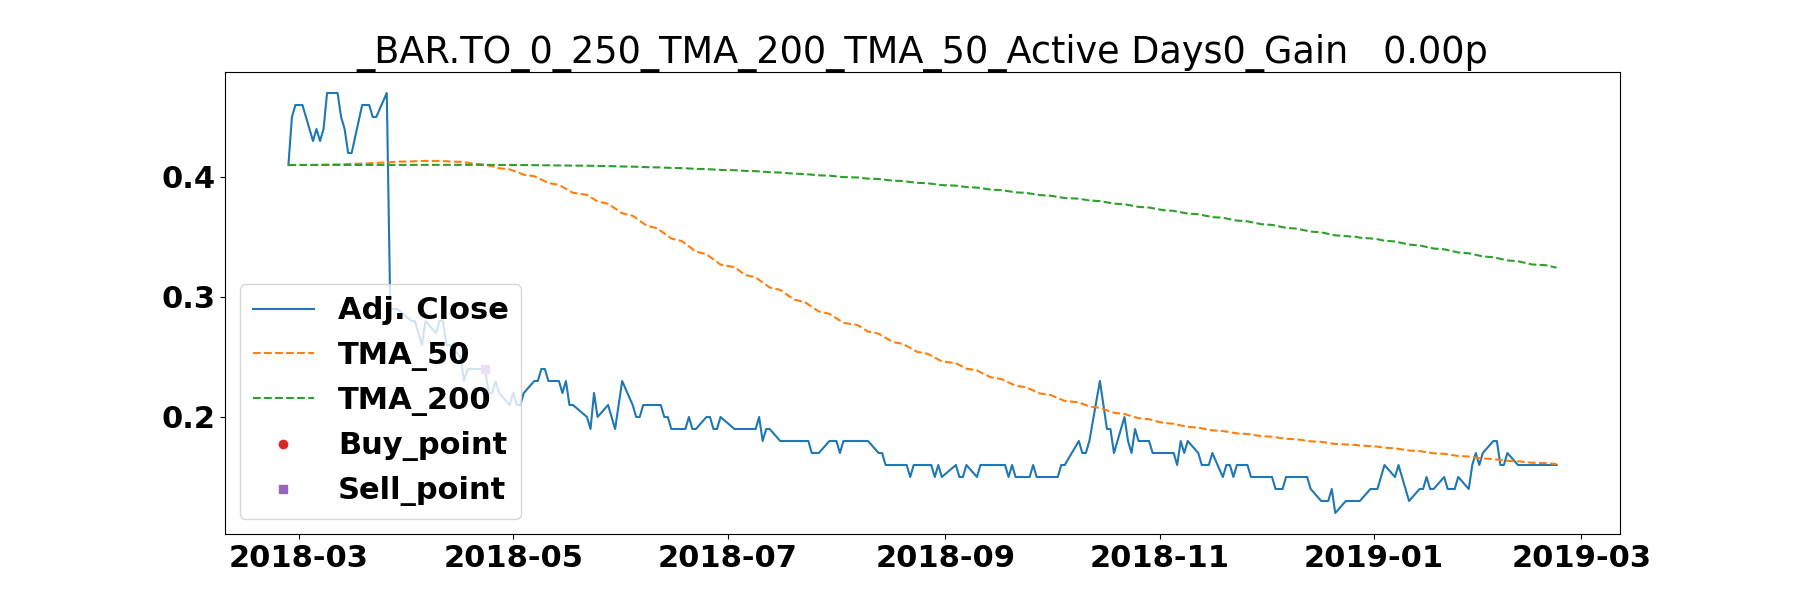 _BAR.TO_0_250_TMA_200_TMA_50_Active Days0_Gain   0.00p
0.4
0.3
0.2
Adj. Close
TMA_50
TMA_200
Buy_point
Sell_point
2018-03 2018-05 2018-07 2018-09 2018-11 2019-01 2019-03